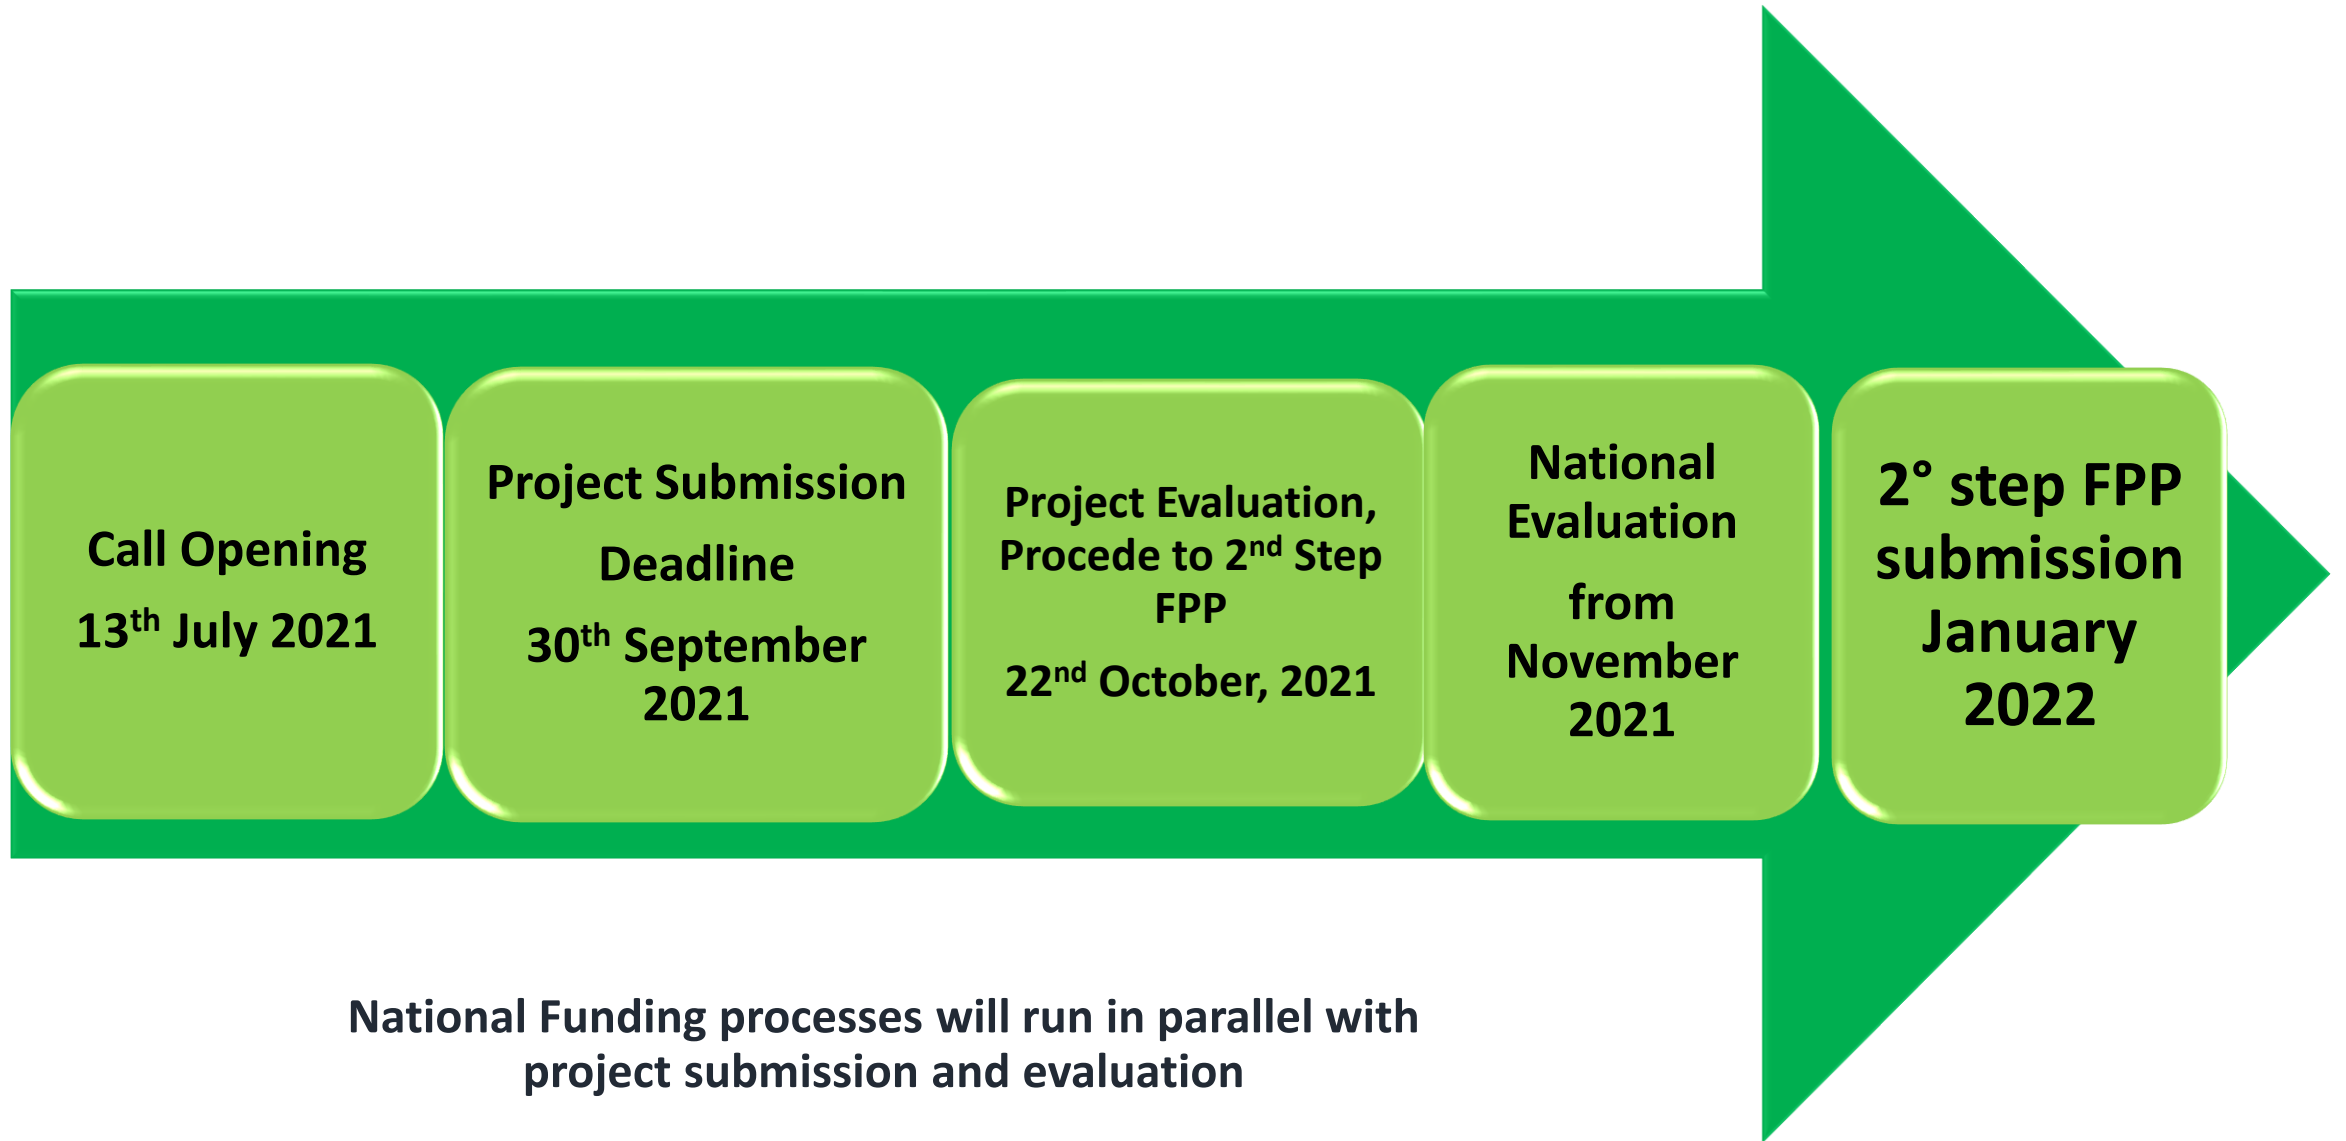 Call Opening
13th July 2021
Project Submission
Deadline
30th September
2021
Project Evaluation,
Procede to 2nd Step
FPP
22nd October, 2021
National
Evaluation
from
November
2021
2° step FPP
submission
January
2022
National Funding processes will run in parallel with
project submission and evaluation